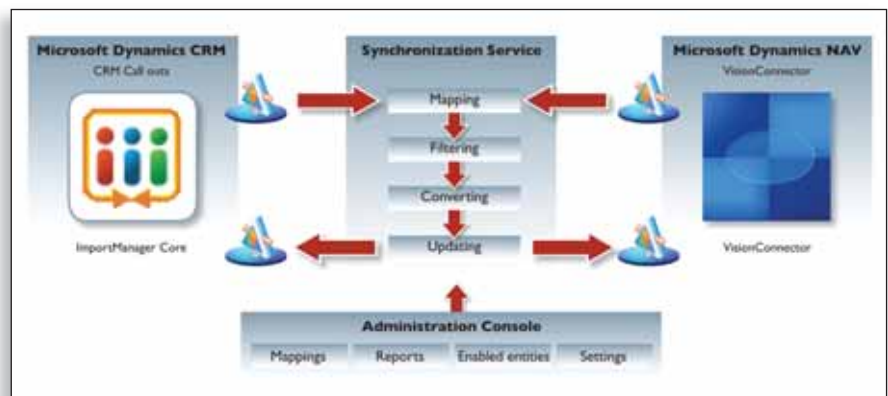 Microsoft Dynamics CRM
CRM Call outs
ImportManager Core
Synchronization Service
Mapping
Filtering
Converting
Updating
Microsoft Dynamics NAV
VisionConnector
VisionConnector
Administration Console
Mappings
Reports
Enabled entities
Settings